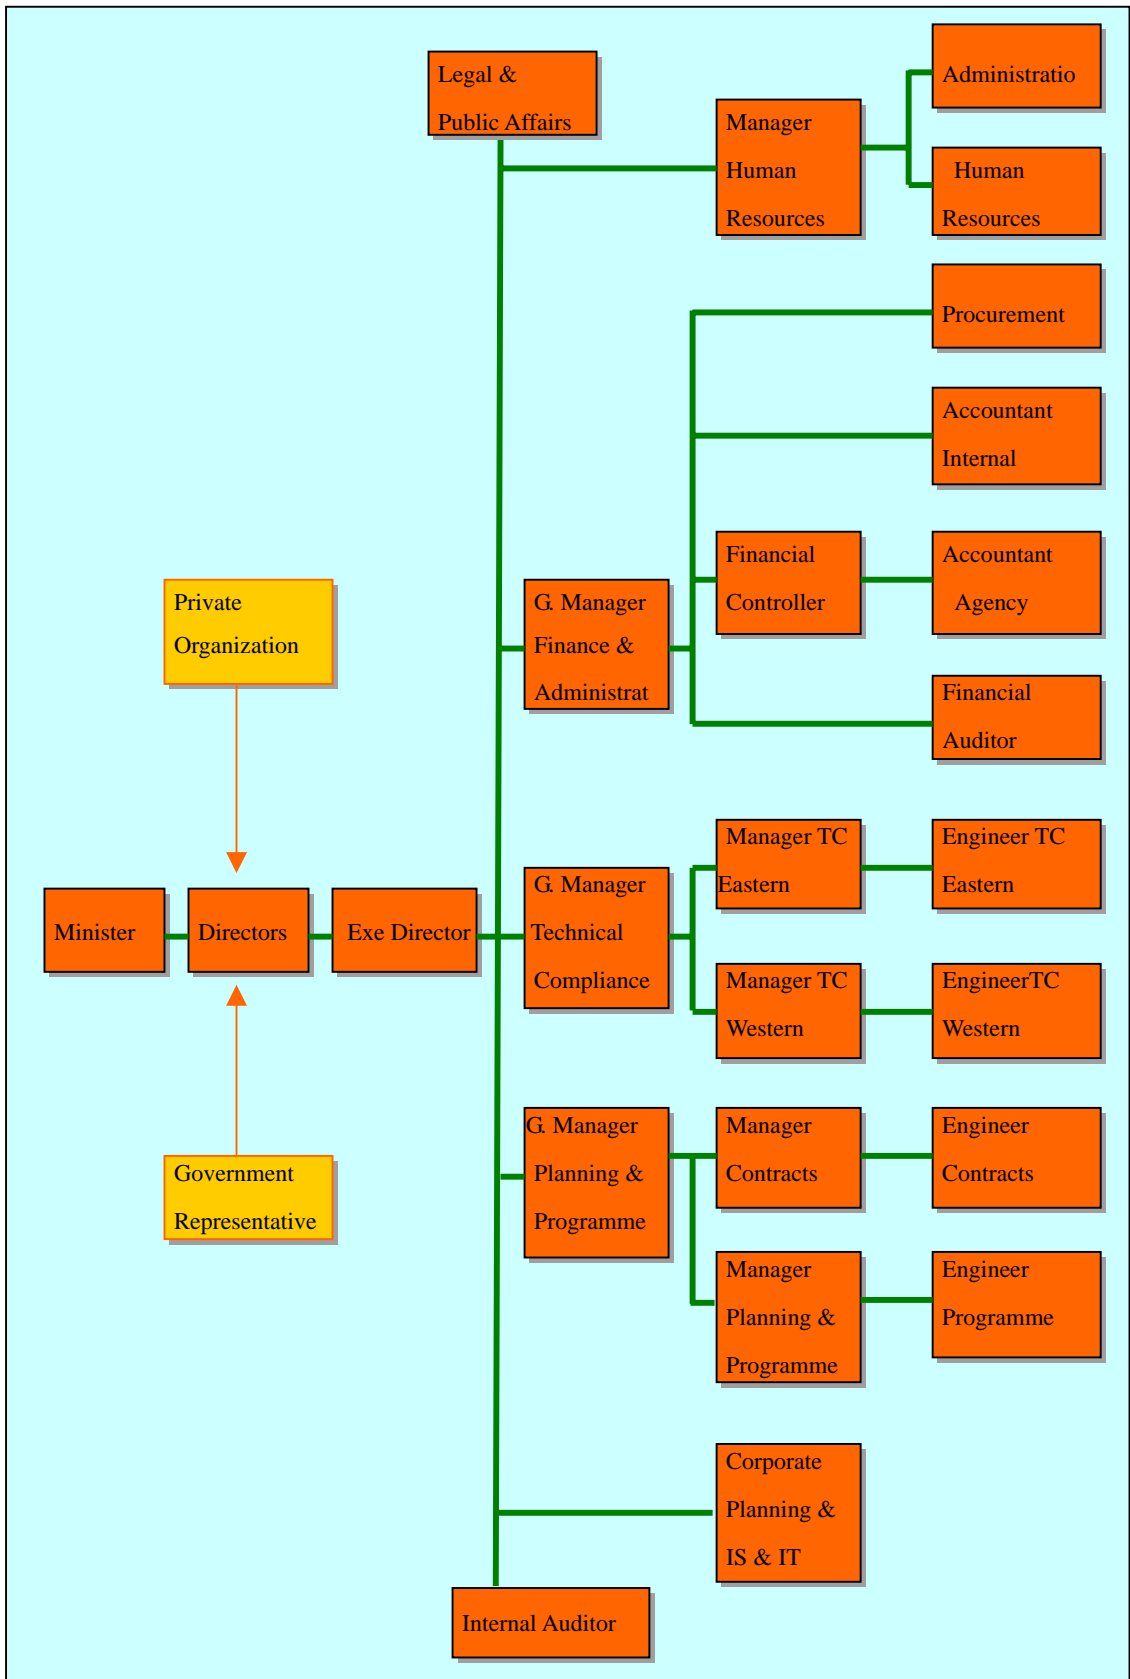 Legal &
Public Affairs
Administratio
Manager
Human
Resources
Human
Resources
Procurement
Accountant
Internal
Financial
Controller
Accountant
Agency
Private
Organization
G. Manager
Finance &
Administrat
Financial
Auditor
Manager TC
Eastern
Engineer TC
Eastern
Minister
Directors
Exe Director
G. Manager
Technical
Compliance
Manager TC
Western
EngineerTC
Western
G. Manager
Planning &
Programme
Manager
Contracts
Engineer
Contracts
Government
Representative
Manager
Planning &
Programme
Engineer
Programme
Corporate
Planning &
IS & IT
Internal Auditor